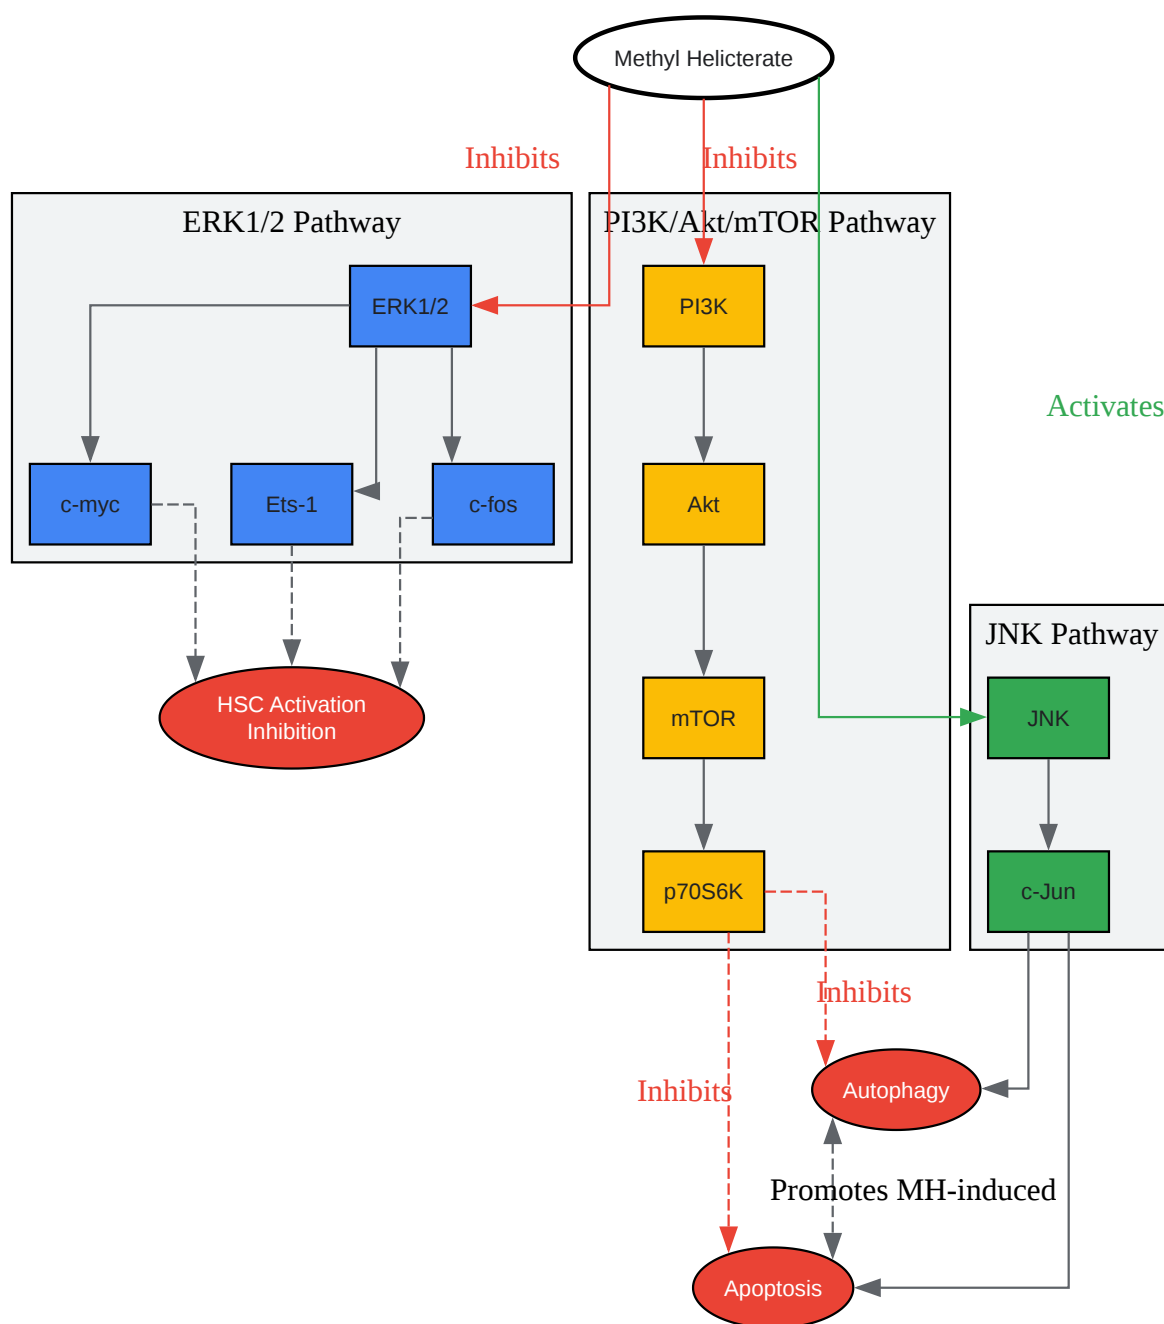 Methyl Helicterate
Inhibits
Inhibits
ERK1/2 Pathway
PI3K/Akt/mTOR Pathway
ERK1/2
PI3K
Activates
c-myc
Ets-1
c-fos
Akt
JNK Pathway
HSC Activation
Inhibition
mTOR
JNK
p70S6K
c-Jun
Inhibits
Inhibits
Autophagy
Promotes MH-induced
Apoptosis